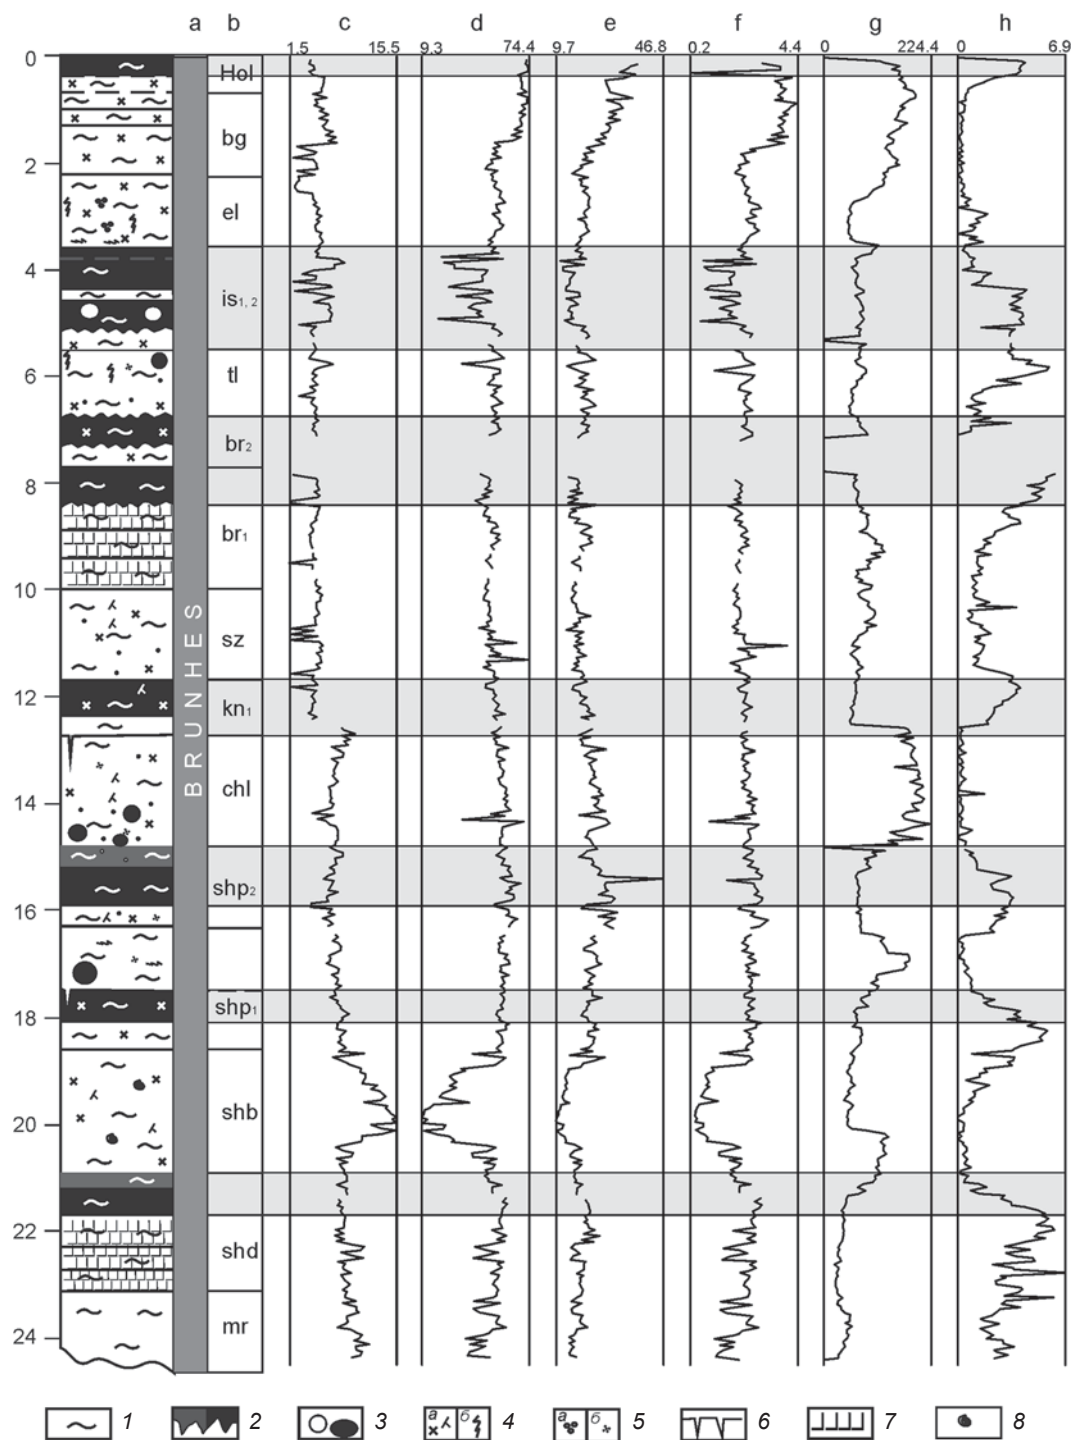 a b c d e f g h
1.5 15.5 9.3 74.4 9.7 46.8 0.2 4.4 0 224.4 0 6.9
0
Hol
bg
2
el
4
is1, 2
6
tl
br2
8
br1
10
BRUNHES
sz
12
kn1
chl
14
shp2
16
shp1
18
shb
20
22
shd
mr
24
1 2 3 а б 4 а б 5 6 7 8